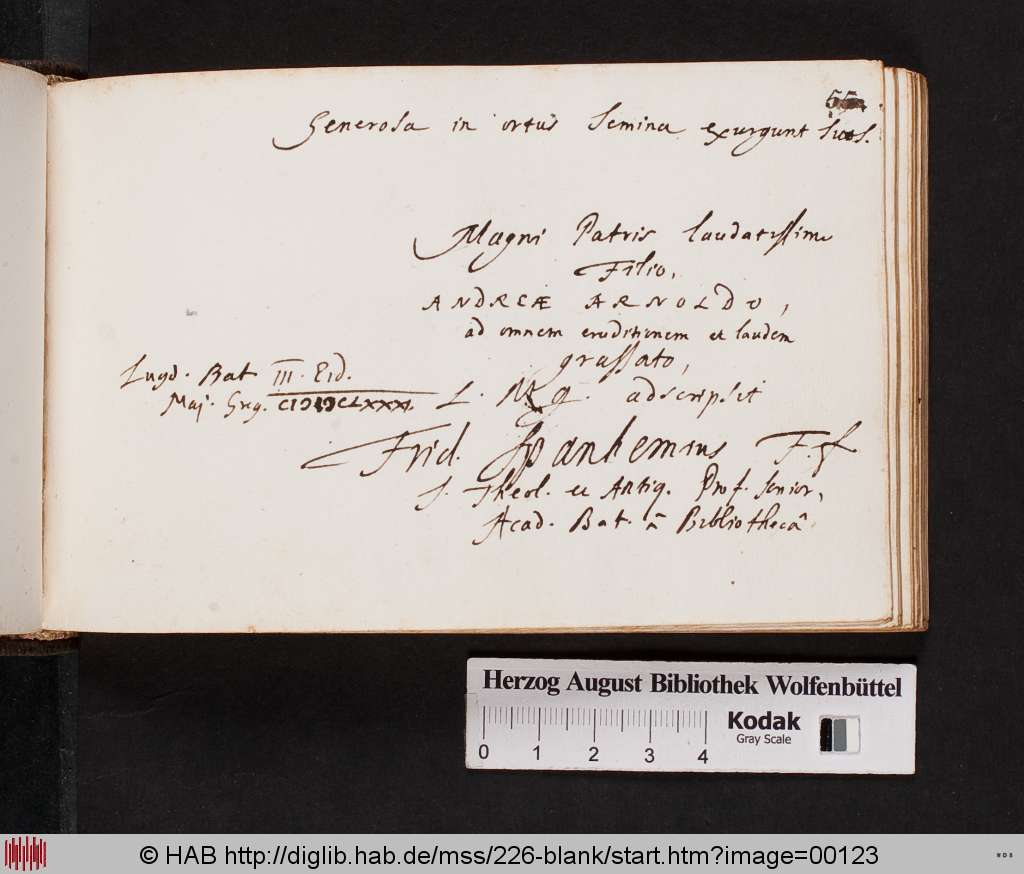 55
Generosa in ortus semina exurgunt suos.
Magni Patris laudatissimo
Filio,
ANDREÆ ARNOLDO,
ad omnem eruditionem et laudem
grassato,
Lugd. Bat III. Eid.
Maj. Greg.
L. M q. adscripsit
Frid. Spanhemius F. f
S. Theol. et Antiq. Prof. Senior,
Acad. Bat. â Bibliothecâ
Herzog August Bibliothek Wolfenbüttel
0 1 2 3 4
Kodak
Gray Scale
© HAB http://diglib.hab.de/mss/226-blank/start.htm?image=00123
WDB